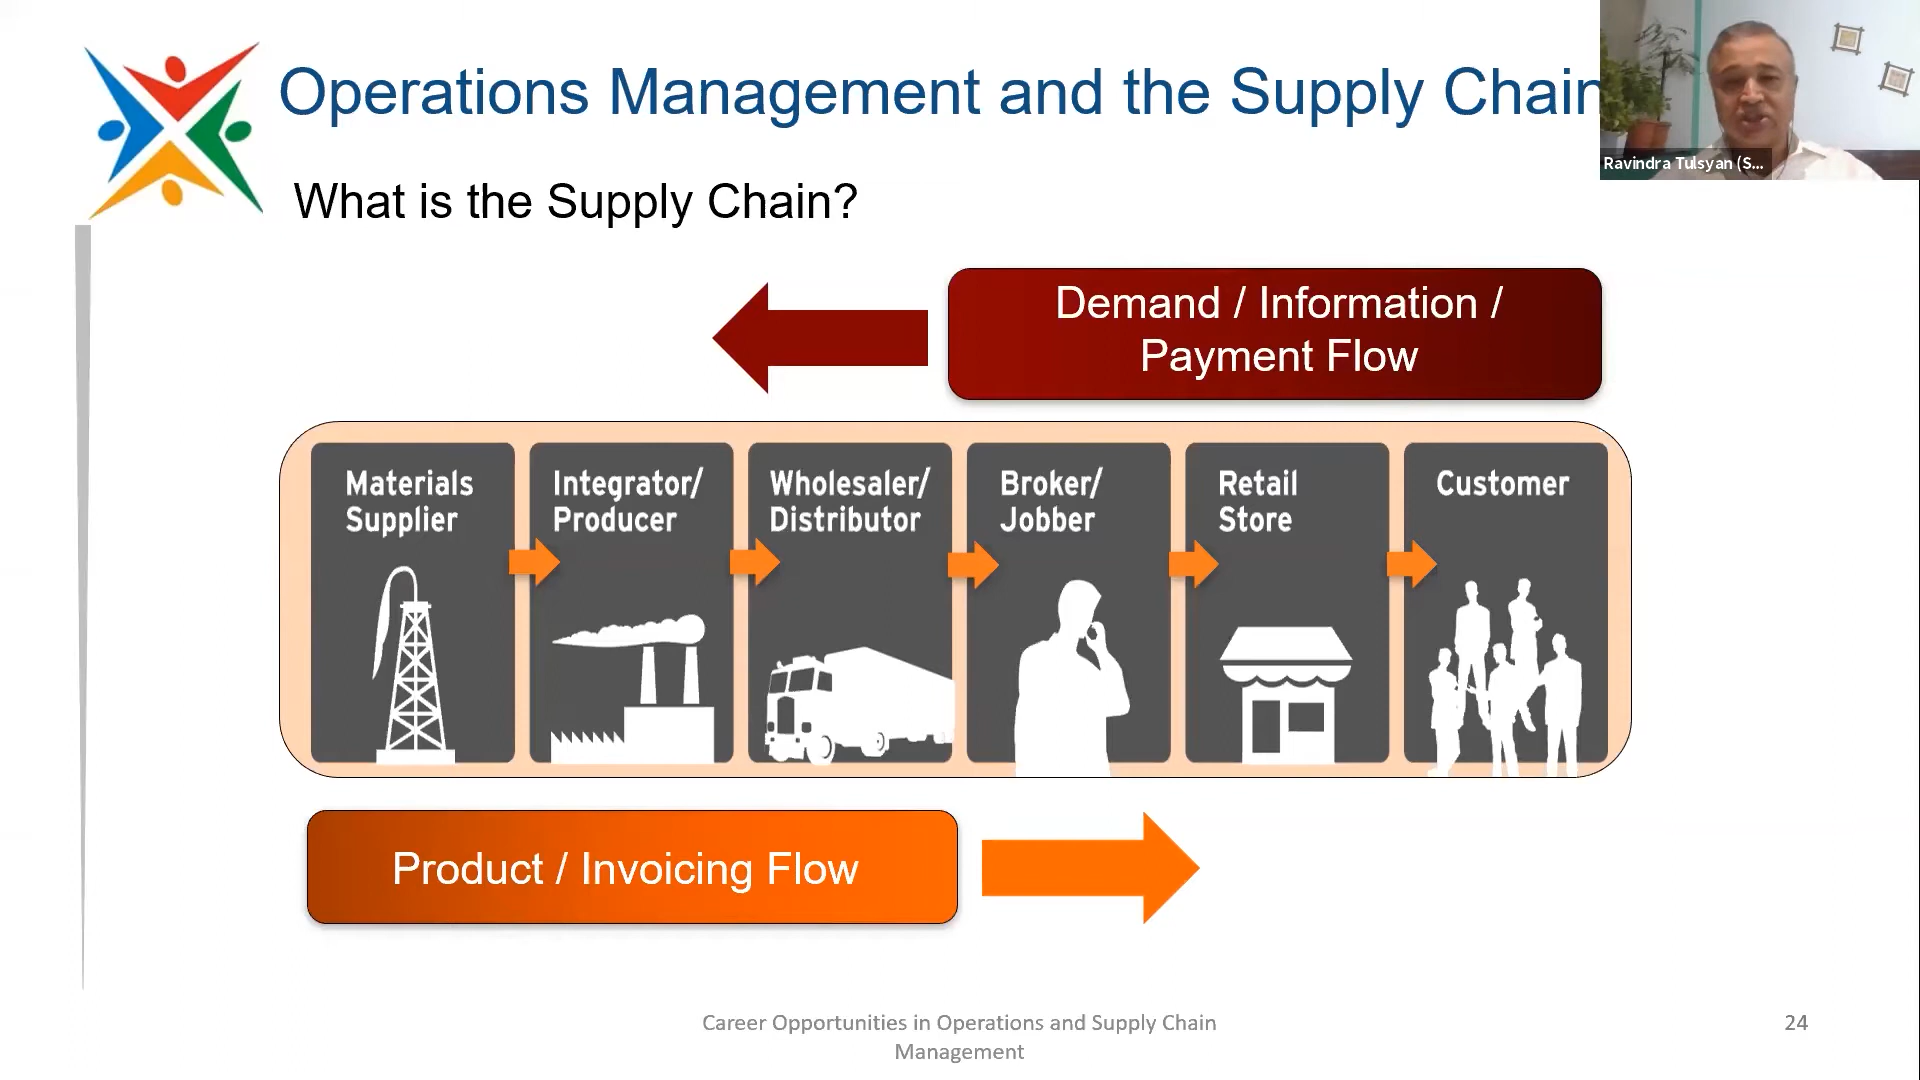 Operations Management and the Supply Chain
Ravindra Tulsyan (S...
What is the Supply Chain?
Demand / Information /
Payment Flow
Materials
Supplier
Integrator/
Producer
Wholesaler/
Distributor
Broker/
Jobber
Retail
Store
Customer
Product / Invoicing Flow
Career Opportunities in Operations and Supply Chain
Management
24